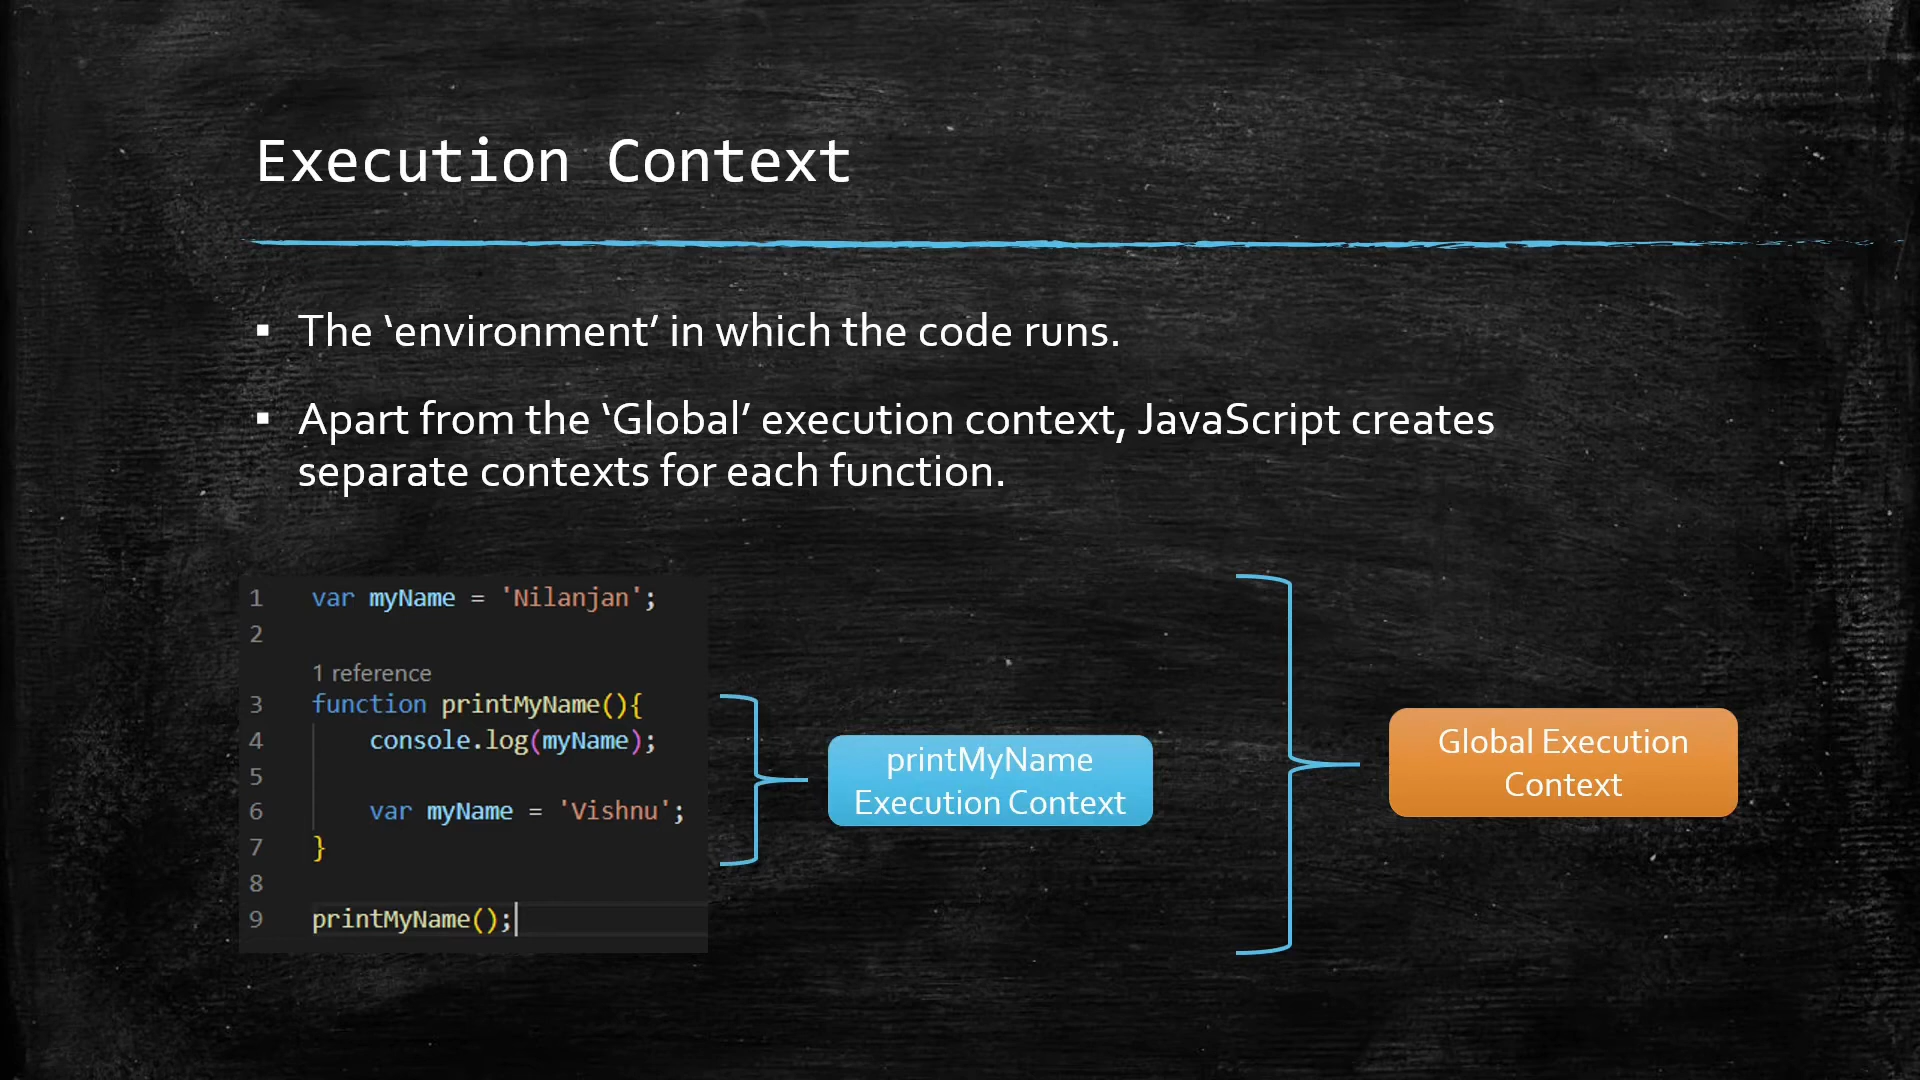 Execution Context
▪ The ‘environment’ in which the code runs.
▪ Apart from the ‘Global’ execution context, JavaScript creates
separate contexts for each function.
1 var myName = 'Nilanjan';
2
1 reference
3 function printMyName(){
4 console.log(myName);
5
6 var myName = 'Vishnu';
7 }
8
9 printMyName();
printMyName
Execution Context
Global Execution
Context